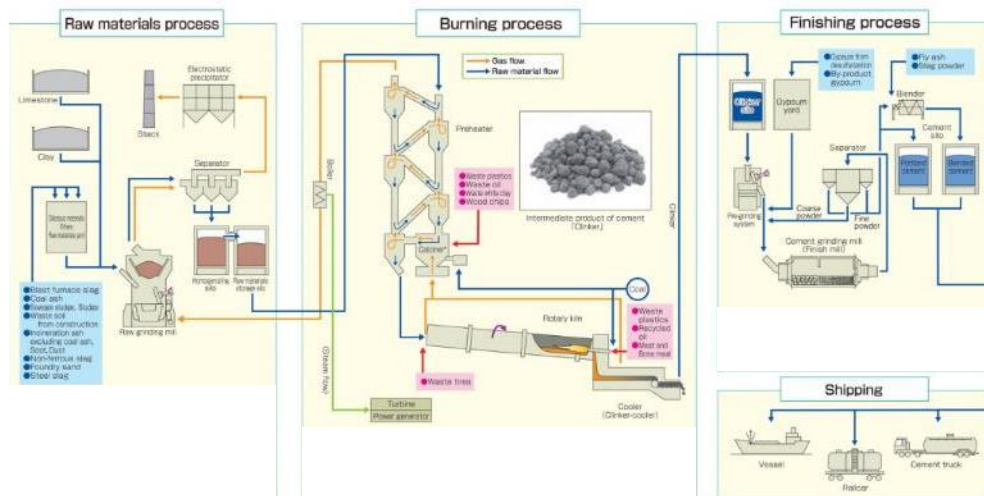 Raw materials process
Limestone
Clay
Stack
Electrostatic
precipitator
Separator
Homogenizing
silo
Raw materials
storage silo
Raw grinding mill
Blast furnace slag
Coal ash
Sewage sludge, Sludge
Waste soil
from construction
Incineration ash
excluding coal ash,
Soot, Dust
Non-ferrous slag
Foundry sand
Steel slag
Burning process
Gas flow
Raw material flow
Preheater
Boiler
(Steam flow)
Turbine
Power generator
Waste plastics
Waste oil
Waste white clay
Wood chips
Intermediate product of cement
「Clinker」
Coal
Rotary kiln
Waste
plastics
Recycled
oil
Meat and
Bone meal
Waste tires
Cooler
(Clinker-cooler)
Clinker
Finishing process
Clinker
silo
Gypsum
yard
Gypsum from
desulfurization
By-product
gypsum
Fly ash
Slag powder
Blender
Cement
silo
Separator
Portland
cement
Blended
cement
Pre-grinding
system
Coarse
powder
Fine
powder
Cement grinding mill
(Finish mill)
Shipping
Vessel
Railcar
Cement truck